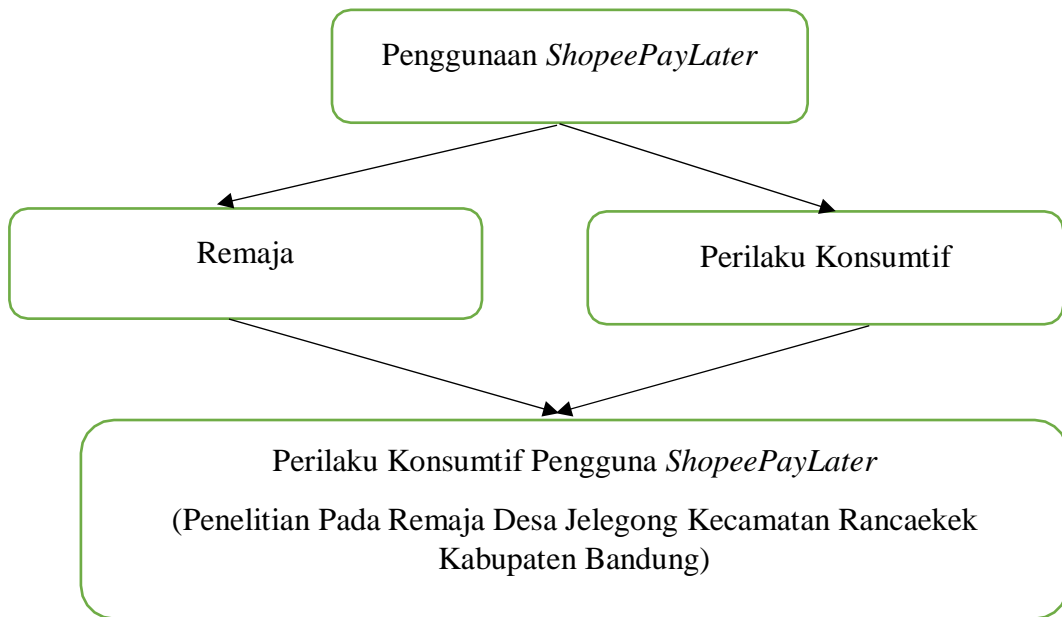 Penggunaan ShopeePayLater
Remaja
Perilaku Konsumtif
Perilaku Konsumtif Pengguna ShopeePayLater
(Penelitian Pada Remaja Desa Jelegong Kecamatan Rancaekek
Kabupaten Bandung)